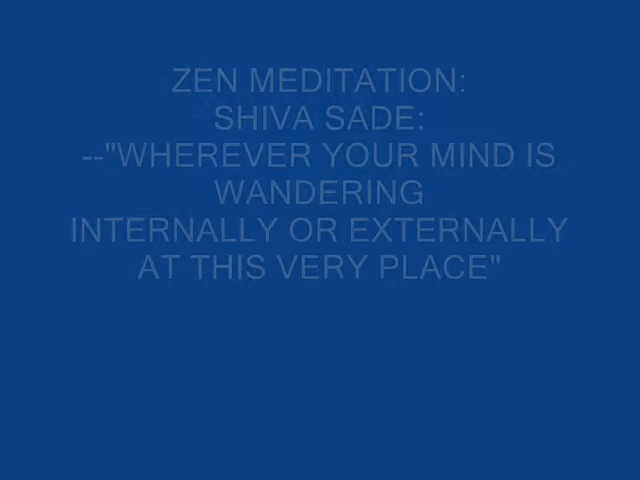 ZEN MEDITATION:
SHIVA SADE:
--"WHEREVER YOUR MIND IS
WANDERING
INTERNALLY OR EXTERNALLY
AT THIS VERY PLACE"